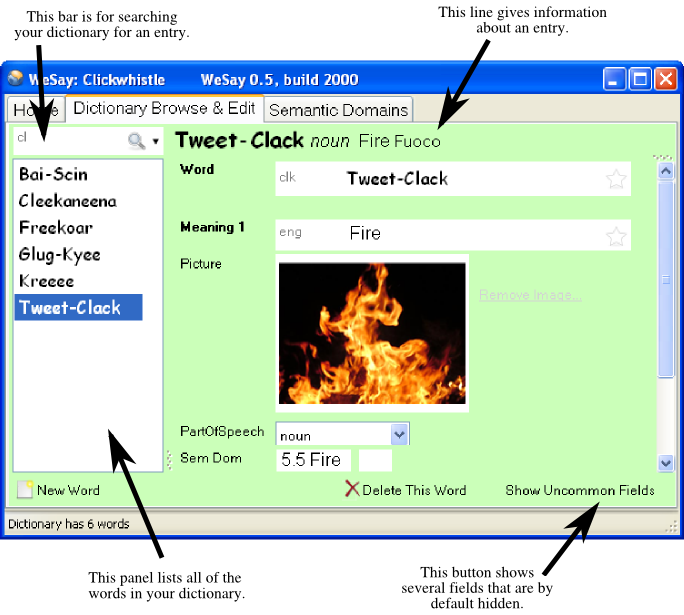 This bar is for searching
your dictionary for an entry.
This line gives information
about an entry.
WeSay: Clickwhistle WeSay 0.5, build 2000
Dictionary Browse & Edit Semantic Domains
cl
Tweet-Clack noun Fire Fuoco
Bai-Scin
Cleekaneena
Freekoar
Glug-Kyee
Kreeee
Tweet-Clack
Word clk Tweet-Clack
Meaning 1 eng Fire
Picture
Remove Image...
PartOfSpeech noun
Sem Dom 5.5 Fire
New Word Delete This Word Show Uncommon Fields
Dictionary has 6 words
This panel lists all of the
words in your dictionary.
This button shows
several fields that are by
default hidden.